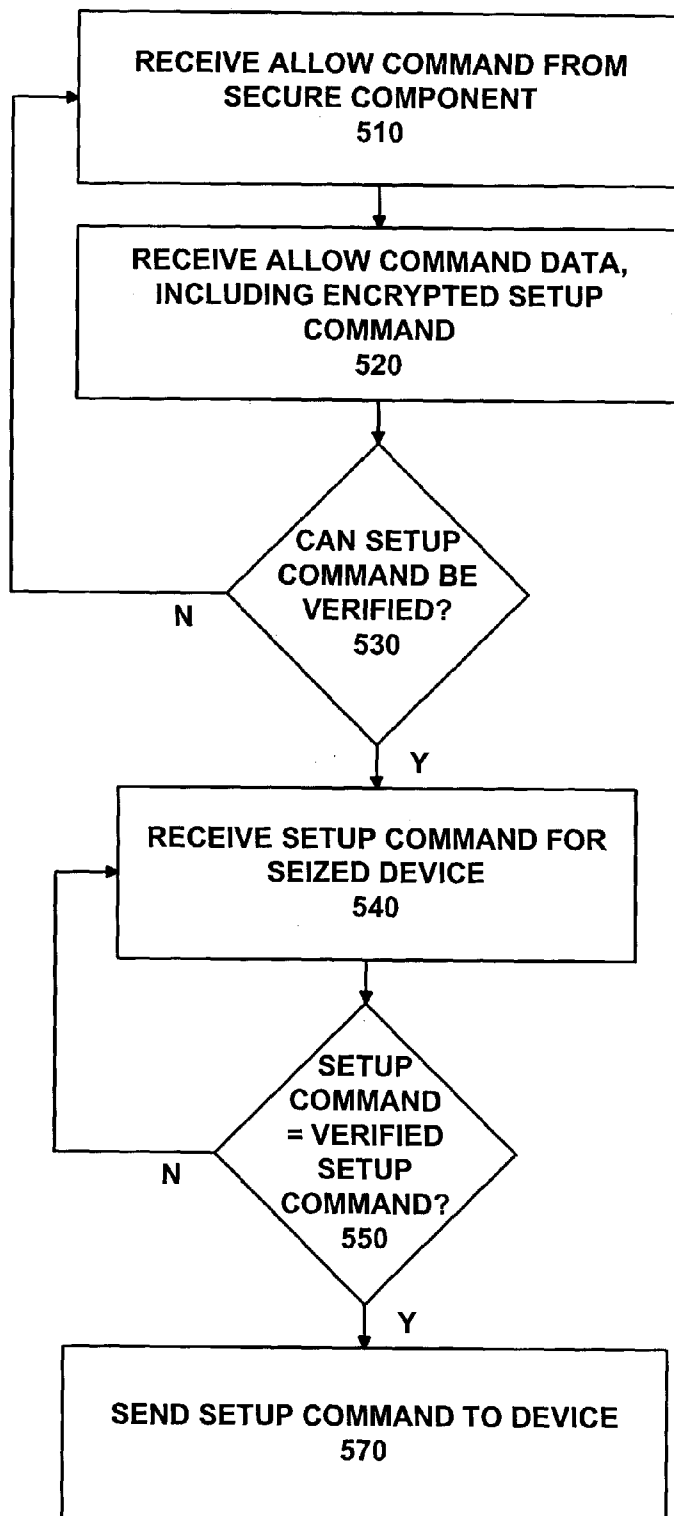 RECEIVE ALLOW COMMAND FROM
SECURE COMPONENT
510
RECEIVE ALLOW COMMAND DATA,
INCLUDING ENCRYPTED SETUP
COMMAND
520
CAN SETUP
COMMAND BE
VERIFIED?
530
N
Y
RECEIVE SETUP COMMAND FOR
SEIZED DEVICE
540
SETUP
COMMAND
= VERIFIED
SETUP
COMMAND?
550
N
Y
SEND SETUP COMMAND TO DEVICE
570